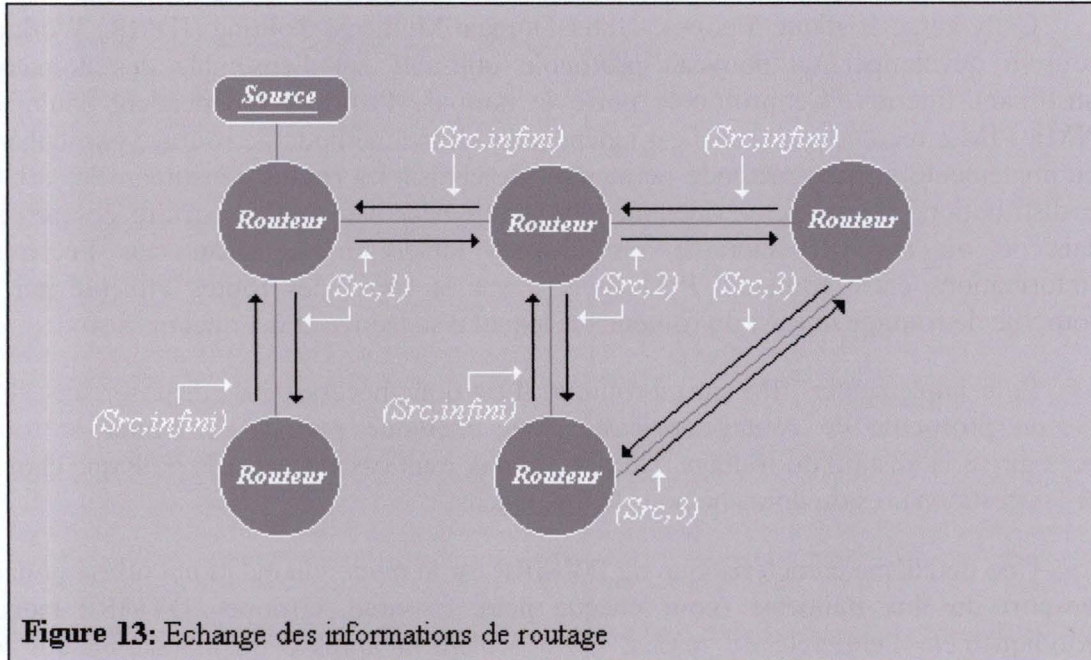 Source
(Src,infini)
(Src,infini)
Routeur
Routeur
Routeur
(Src,1)
(Src,2)
(Src,3)
(Src,infini)
(Src,infini)
Routeur
Routeur
(Src,3)
Figure 13: Echange des informations de routage